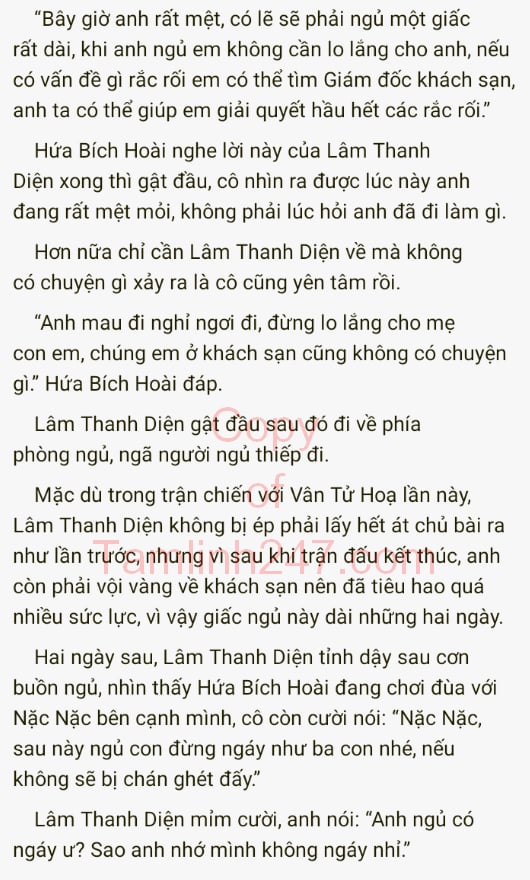 “Bây giờ anh rất mệt, có lẽ sẽ phải ngủ một giấc
rất dài, khi anh ngủ em không cần lo lắng cho anh, nếu
có vấn đề gì rắc rối em có thể tìm Giám đốc khách sạn,
anh ta có thể giúp em giải quyết hầu hết các rắc rối.”
Hứa Bích Hoài nghe lời này của Lâm Thanh
Diện xong thì gật đầu, cô nhìn ra được lúc này anh
đang rất mệt mỏi, không phải lúc hỏi anh đã đi làm gì.
Hơn nữa chỉ cần Lâm Thanh Diện về mà không
có chuyện gì xảy ra là cô cũng yên tâm rồi.
“Anh mau đi nghỉ ngơi đi, đừng lo lắng cho mẹ
con em, chúng em ở khách sạn cũng không có chuyện
gì.” Hứa Bích Hoài đáp.
Lâm Thanh Diện gật đầu sau đó đi về phía
phòng ngủ, ngã người ngủ thiếp đi.
Mặc dù trong trận chiến với Vân Tử Hoạ lần này,
Lâm Thanh Diện không bị ép phải lấy hết át chủ bài ra
như lần trước, nhưng vì sau khi trận đấu kết thúc, anh
còn phải vội vàng về khách sạn nên đã tiêu hao quá
nhiều sức lực, vì vậy giấc ngủ này dài những hai ngày.
Hai ngày sau, Lâm Thanh Diện tỉnh dậy sau cơn
buồn ngủ, nhìn thấy Hứa Bích Hoài đang chơi đùa với
Nặc Nặc bên cạnh mình, cô còn cười nói: “Nặc Nặc,
sau này ngủ con đừng ngáy như ba con nhé, nếu
không sẽ bị chán ghét đấy.”
Lâm Thanh Diện mỉm cười, anh nói: “Anh ngủ có
ngáy ư? Sao anh nhớ mình không ngáy nhỉ.”
Copy
of
Tamlinh247.com